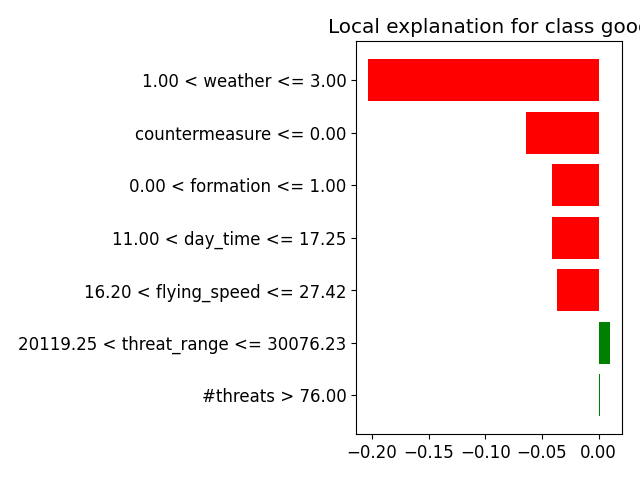 Local explanation for class good
1.00 < weather <= 3.00
countermeasure <= 0.00
0.00 < formation <= 1.00
11.00 < day_time <= 17.25
16.20 < flying_speed <= 27.42
20119.25 < threat_range <= 30076.23
#threats > 76.00
−0.20 −0.15 −0.10 −0.05 0.00